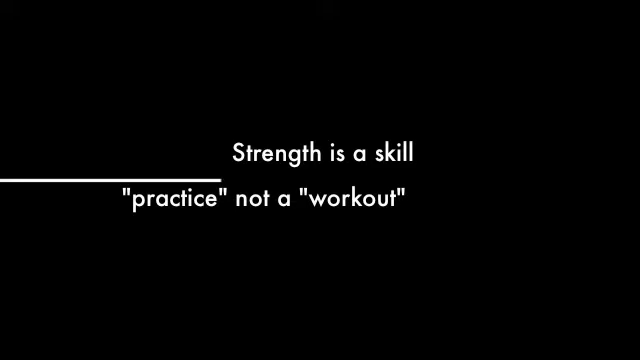 Strength is a skill
"practice" not a "workout"